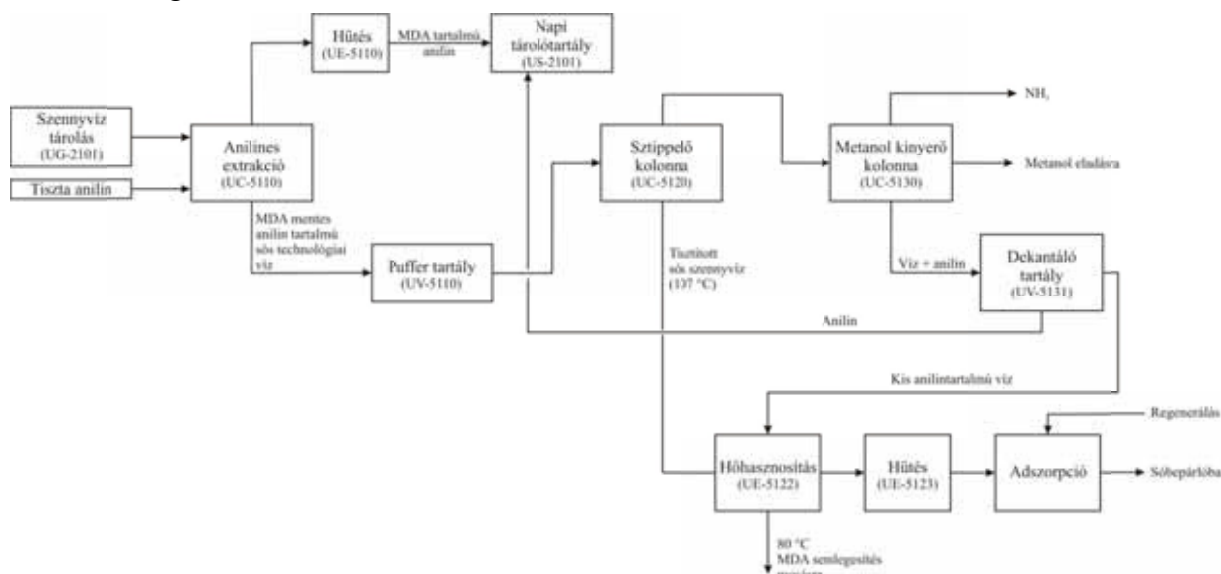 Hűtés
(UE-5110)
MDA tartalmú
anilin
Napi
tárolótartály
(US-2101)
Szennyvíz
tárolás
(UG-2101)
Tiszta anilin
Anilines
extrakció
(UC-5110)
MDA mentes
anilin tartalmú
sós technológiai
víz
Puffer tartály
(UV-5110)
Sztippelő
kolonna
(UC-5120)
Metanol kinyerő
kolonna
(UC-5130)
NH₃
Metanol eladásra
Tisztított
sós szennyvíz
(137 °C)
Víz + anilin
Dekantáló
tartály
(UV-5131)
Anilin
Kis anilintartalmú víz
Regenerálás
Hőhasznosítás
(UE-5122)
Hűtés
(UE-5123)
Adszorpció
Sóbepárlóba
80 °C
MDA semlegesítés